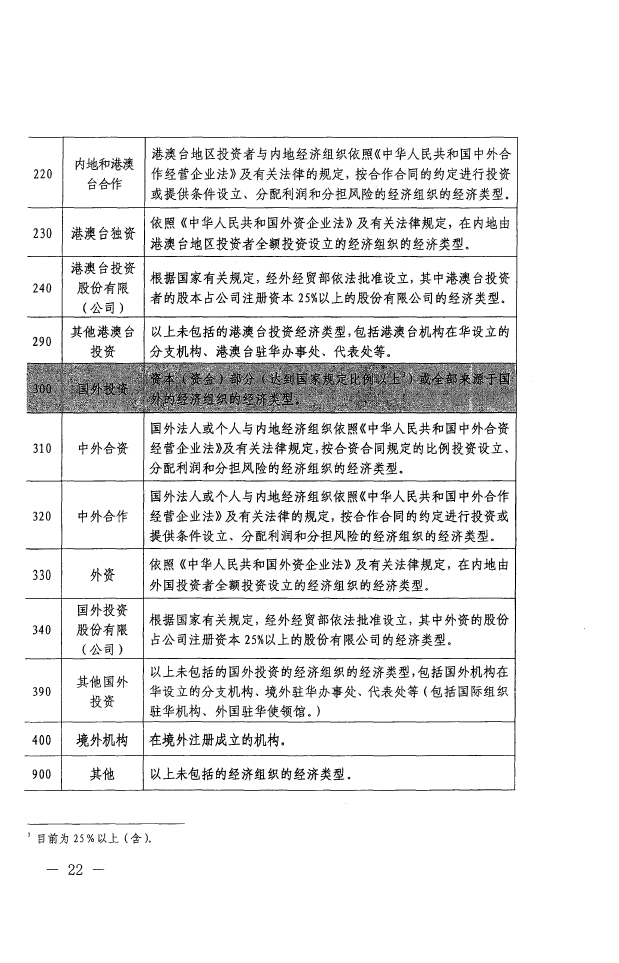 220
内地和港澳
台合作
港澳台地区投资者与内地经济组织依照《中华人民共和国中外合
作经营企业法》及有关法律的规定，按合作合同的约定进行投资
或提供条件设立、分配利润和分担风险的经济组织的经济类型。
230
港澳台独资
依照《中华人民共和国外资企业法》及有关法律规定，在内地由
港澳台地区投资者全额投资设立的经济组织的经济类型。
240
港澳台投资
股份有限
（公司）
根据国家有关规定，经外经贸部依法批准设立，其中港澳台投资
者的股本占公司注册资本25%以上的股份有限公司的经济类型。
290
其他港澳台
投资
以上未包括的港澳台投资经济类型，包括港澳台机构在华设立的
分支机构、港澳台驻华办事处、代表处等。
300
国外投资
资本（资金）部分（达到国家规定比例以上³）或全部来源于国
外的经济组织的经济类型。
310
中外合资
国外法人或个人与内地经济组织依照《中华人民共和国中外合资
经营企业法》及有关法律规定，按合资合同规定的比例投资设立、
分配利润和分担风险的经济组织的经济类型。
320
中外合作
国外法人或个人与内地经济组织依照《中华人民共和国中外合作
经营企业法》及有关法律的规定，按合作合同的约定进行投资或
提供条件设立、分配利润和分担风险的经济组织的经济类型。
330
外资
依照《中华人民共和国外资企业法》及有关法律规定，在内地由
外国投资者全额投资设立的经济组织的经济类型。
340
国外投资
股份有限
（公司）
根据国家有关规定，经外经贸部依法批准设立，其中外资的股份
占公司注册资本25%以上的股份有限公司的经济类型。
390
其他国外
投资
以上未包括的国外投资的经济组织的经济类型，包括国外机构在
华设立的分支机构、境外驻华办事处、代表处等（包括国际组织
驻华机构、外国驻华使领馆。）
400
境外机构
在境外注册成立的机构。
900
其他
以上未包括的经济组织的经济类型。
³ 目前为25%以上（含）。
— 22 —